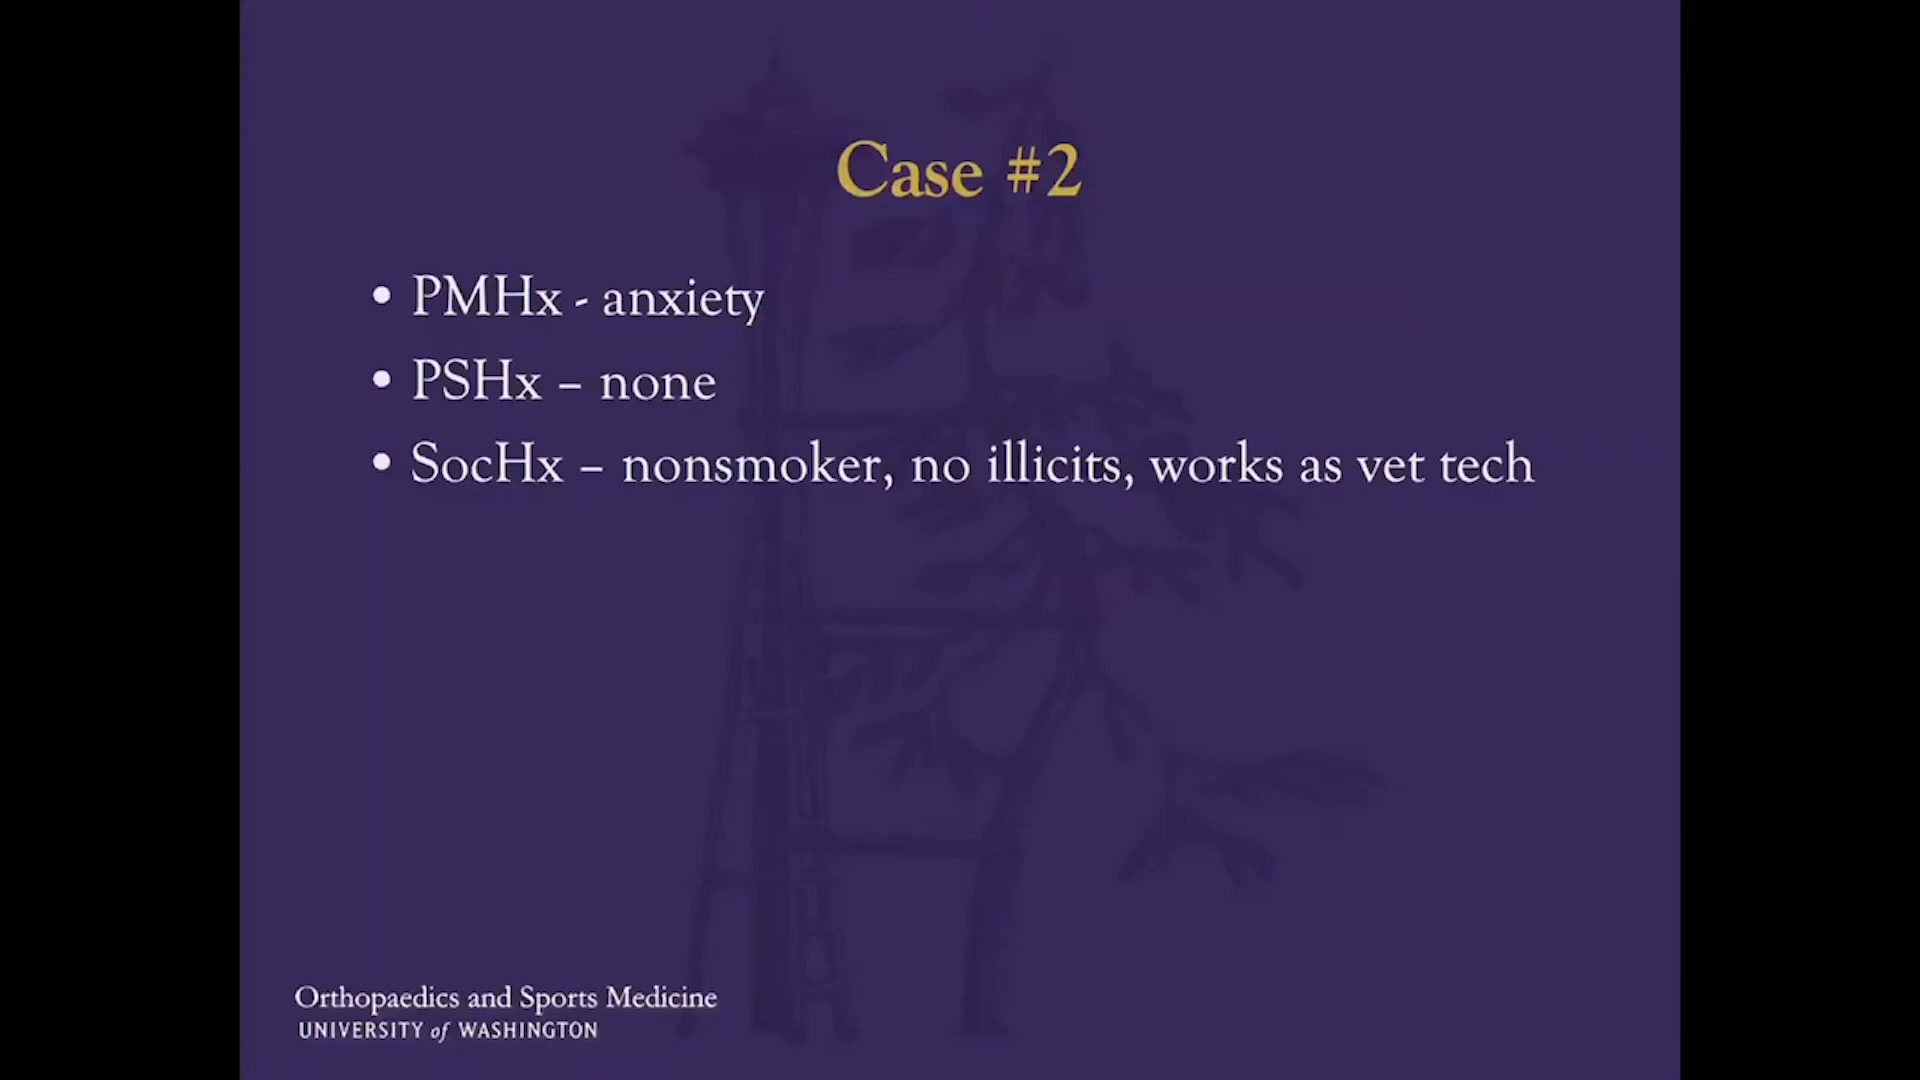 Case #2
• PMHx - anxiety
• PSHx – none
• SocHx – nonsmoker, no illicits, works as vet tech
Orthopaedics and Sports Medicine
UNIVERSITY of WASHINGTON